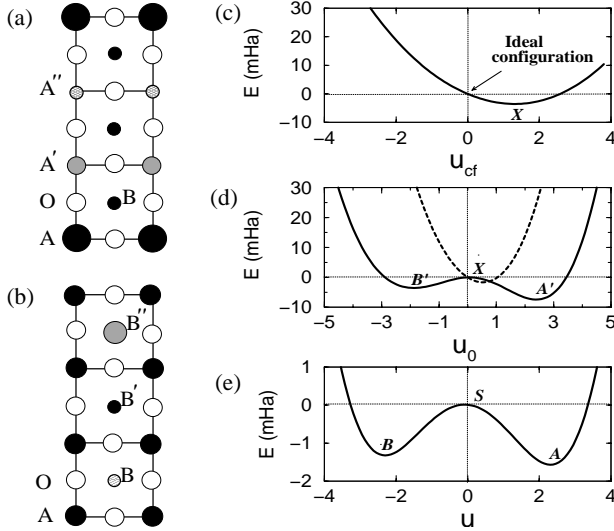 (a)
A′′
A′
O
B
A
(b)
B′′
B′
O
B
A
(c)
30
20
10
0
−10
E (mHa)
Ideal
configuration
X
−4
−2
0
2
4
u_cf
(d)
30
20
10
0
−10
E (mHa)
B′
X
A′
−5
−3
−1
1
3
5
u_0
(e)
1
0
−1
−2
E (mHa)
S
B
A
−4
−2
0
2
4
u